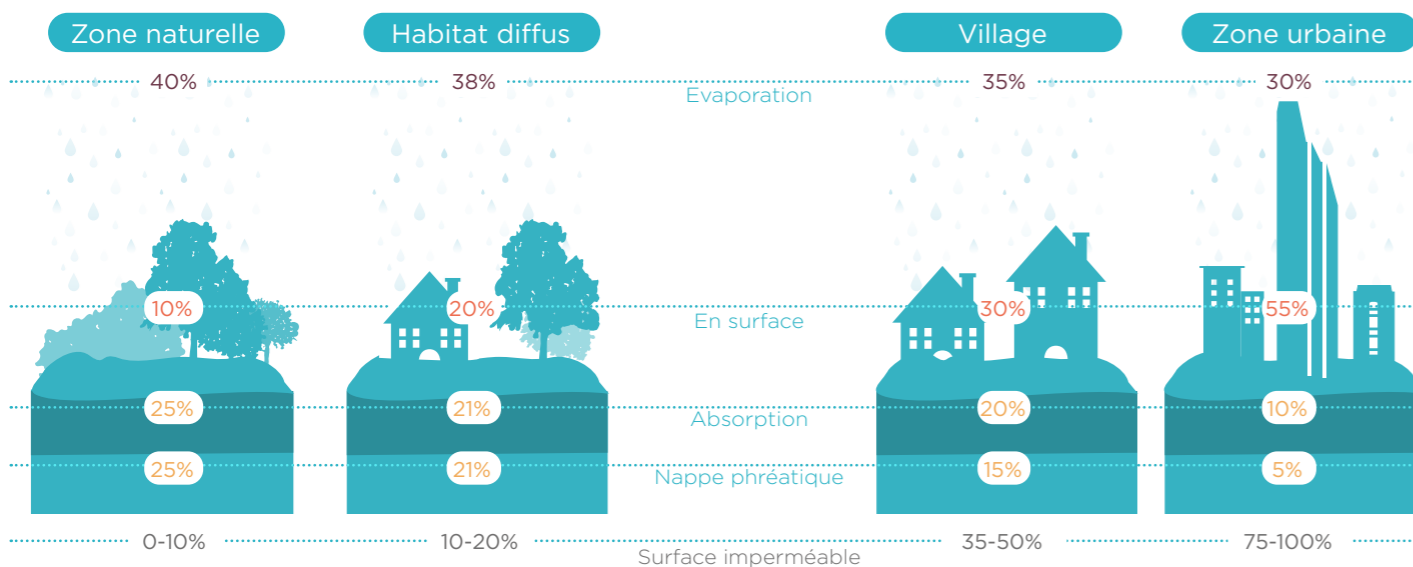 Zone naturelle Habitat diffus Village Zone urbaine
40% 38% 35% 30%
Evaporation
10% 20% 30% 55%
En surface
25% 21% 20% 10%
Absorption
25% 21% 15% 5%
Nappe phréatique
0-10% 10-20% 35-50% 75-100%
Surface imperméable